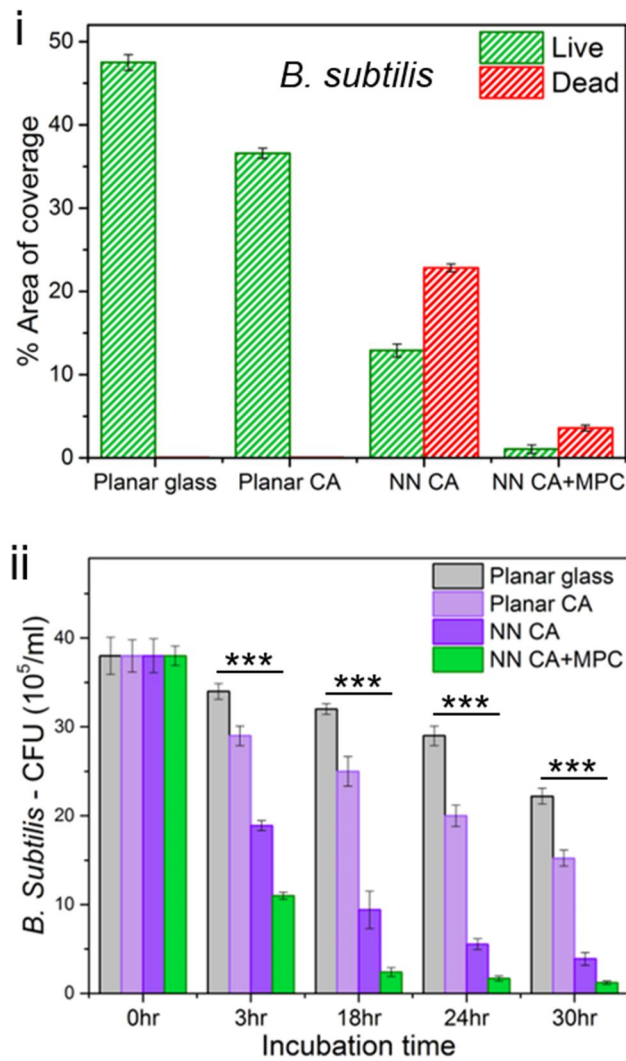 i
50
40
30
20
10
0
% Area of coverage
B. subtilis
Live
Dead
Planar glass
Planar CA
NN CA
NN CA+MPC
ii
40
30
20
10
0
B. Subtilis - CFU (10⁵/ml)
Planar glass
Planar CA
NN CA
NN CA+MPC
***
***
***
***
0hr
3hr
18hr
24hr
30hr
Incubation time